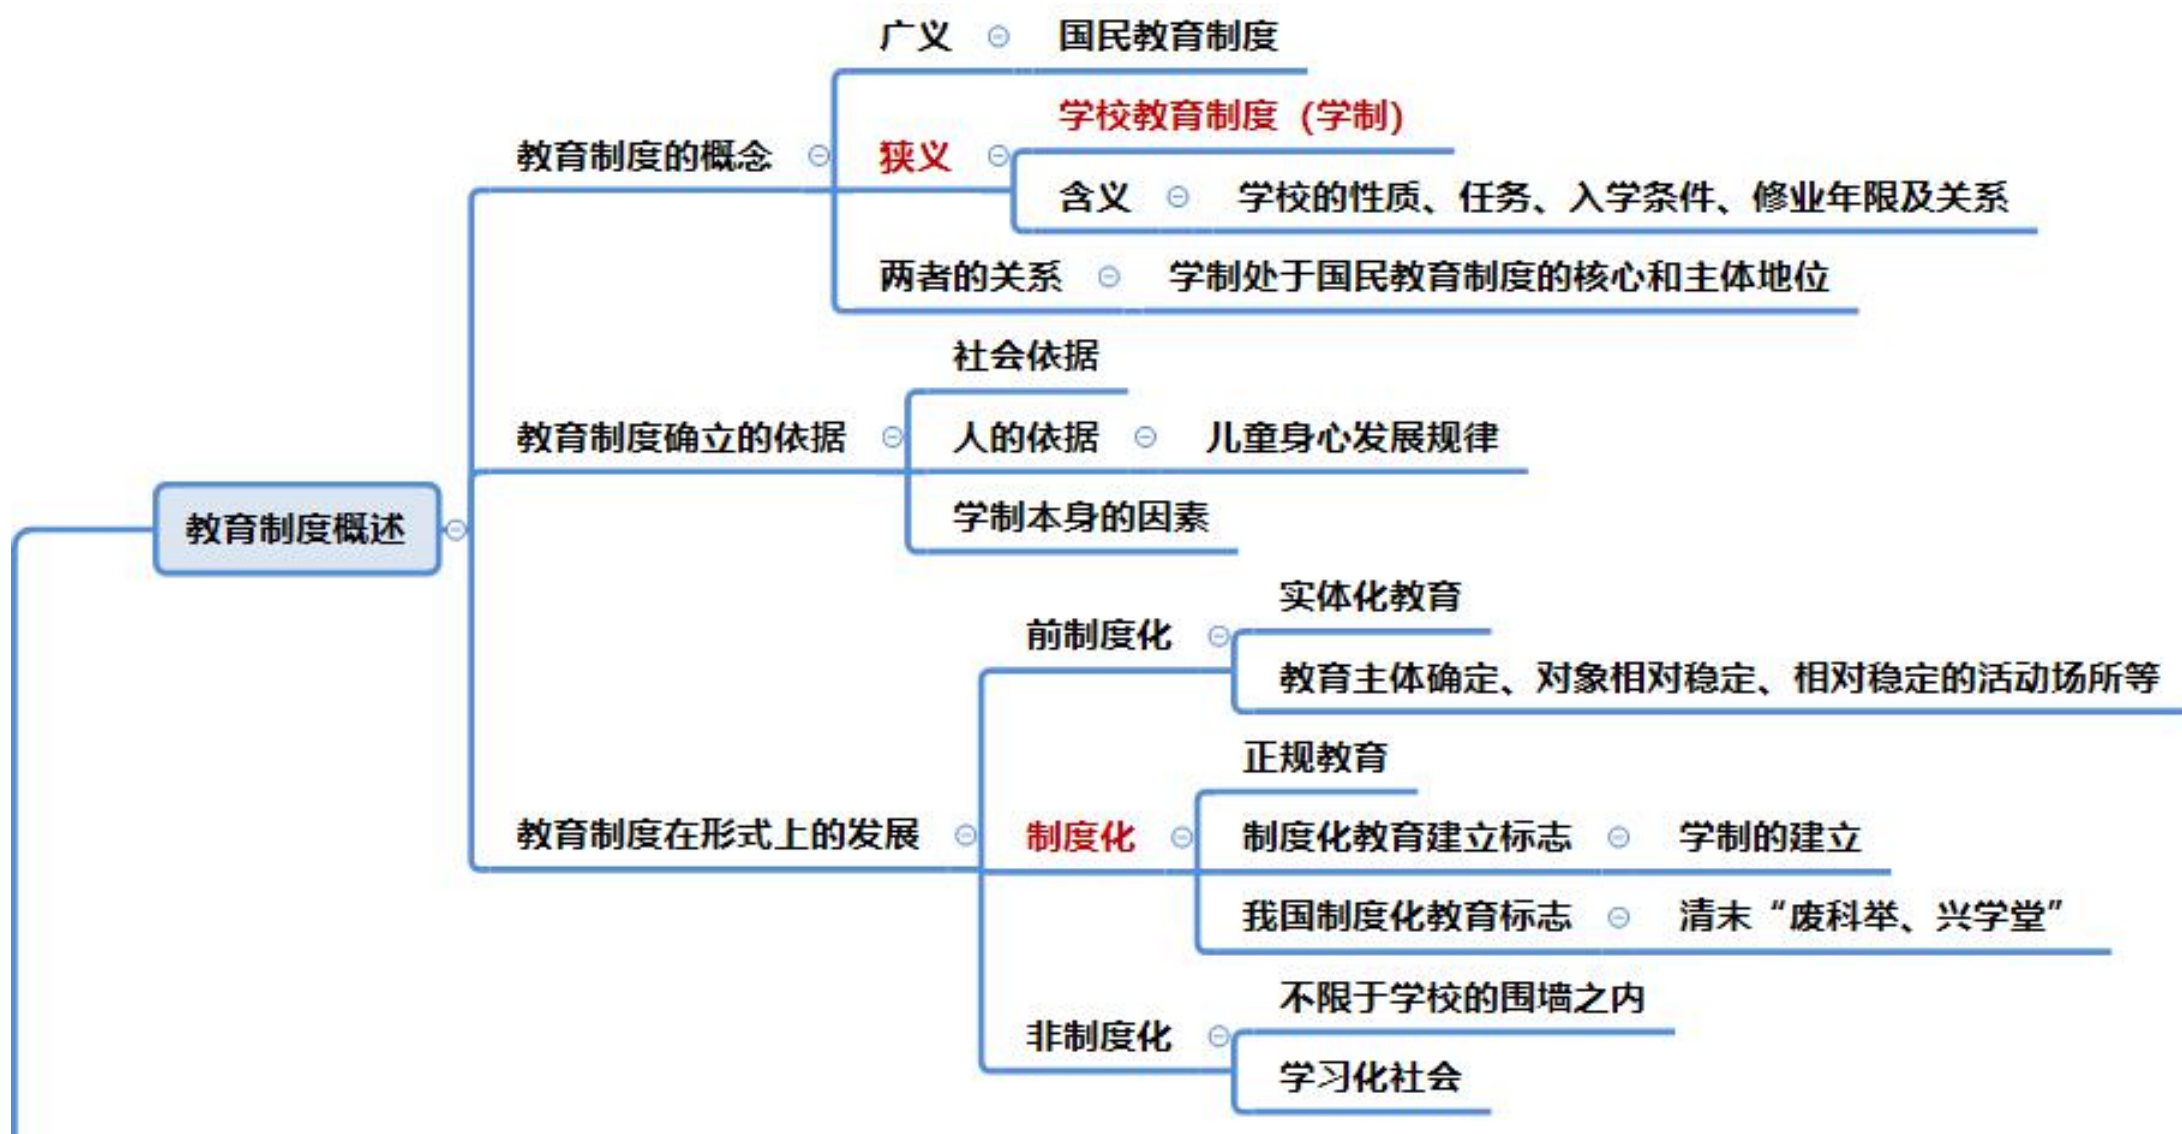 广义 国民教育制度
学校教育制度（学制）
教育制度的概念 狭义
含义 学校的性质、任务、入学条件、修业年限及关系
两者的关系 学制处于国民教育制度的核心和主体地位
社会依据
教育制度确立的依据 人的依据 儿童身心发展规律
学制本身的因素
教育制度概述
实体化教育
前制度化
教育主体确定、对象相对稳定、相对稳定的活动场所等
正规教育
教育制度在形式上的发展 制度化 制度化教育建立标志 学制的建立
我国制度化教育标志 清末“废科举、兴学堂”
不限于学校的围墙之内
非制度化
学习化社会